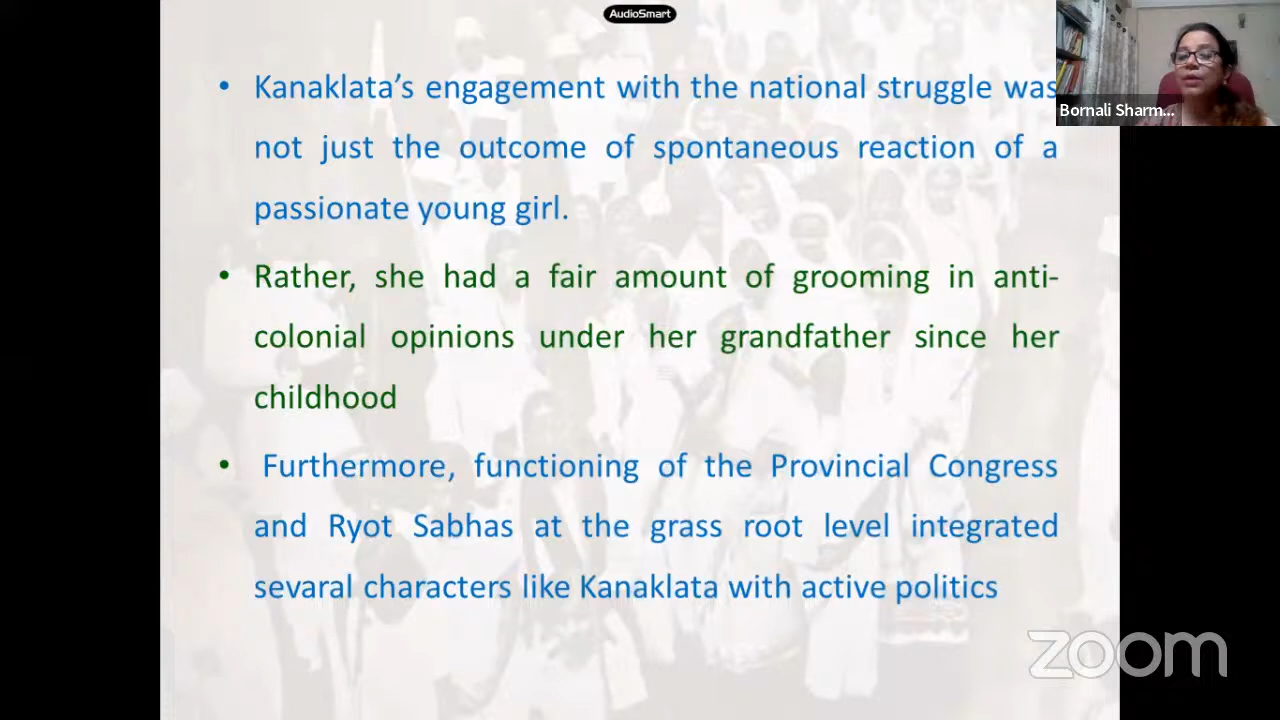 AudioSmart
• Kanaklata's engagement with the national struggle was
not just the outcome of spontaneous reaction of a
passionate young girl.
• Rather, she had a fair amount of grooming in anti-
colonial opinions under her grandfather since her
childhood
• Furthermore, functioning of the Provincial Congress
and Ryot Sabhas at the grass root level integrated
sevaral characters like Kanaklata with active politics
Bornali Sharm...
zoom